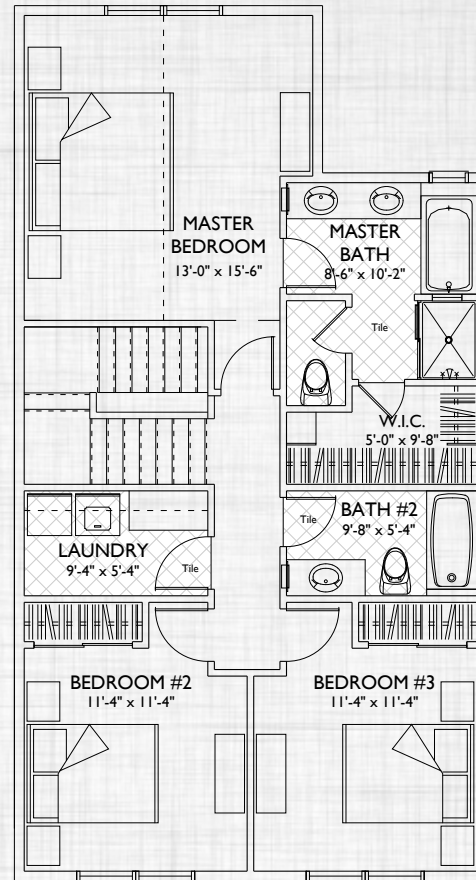 MASTER
BEDROOM
13'-0" x 15'-6"
MASTER
BATH
8'-6" x 10'-2"
Tile
W.I.C.
5'-0" x 9'-8"
BATH #2
9'-8" x 5'-4"
Tile
LAUNDRY
9'-4" x 5'-4"
Tile
BEDROOM #2
11'-4" x 11'-4"
BEDROOM #3
11'-4" x 11'-4"